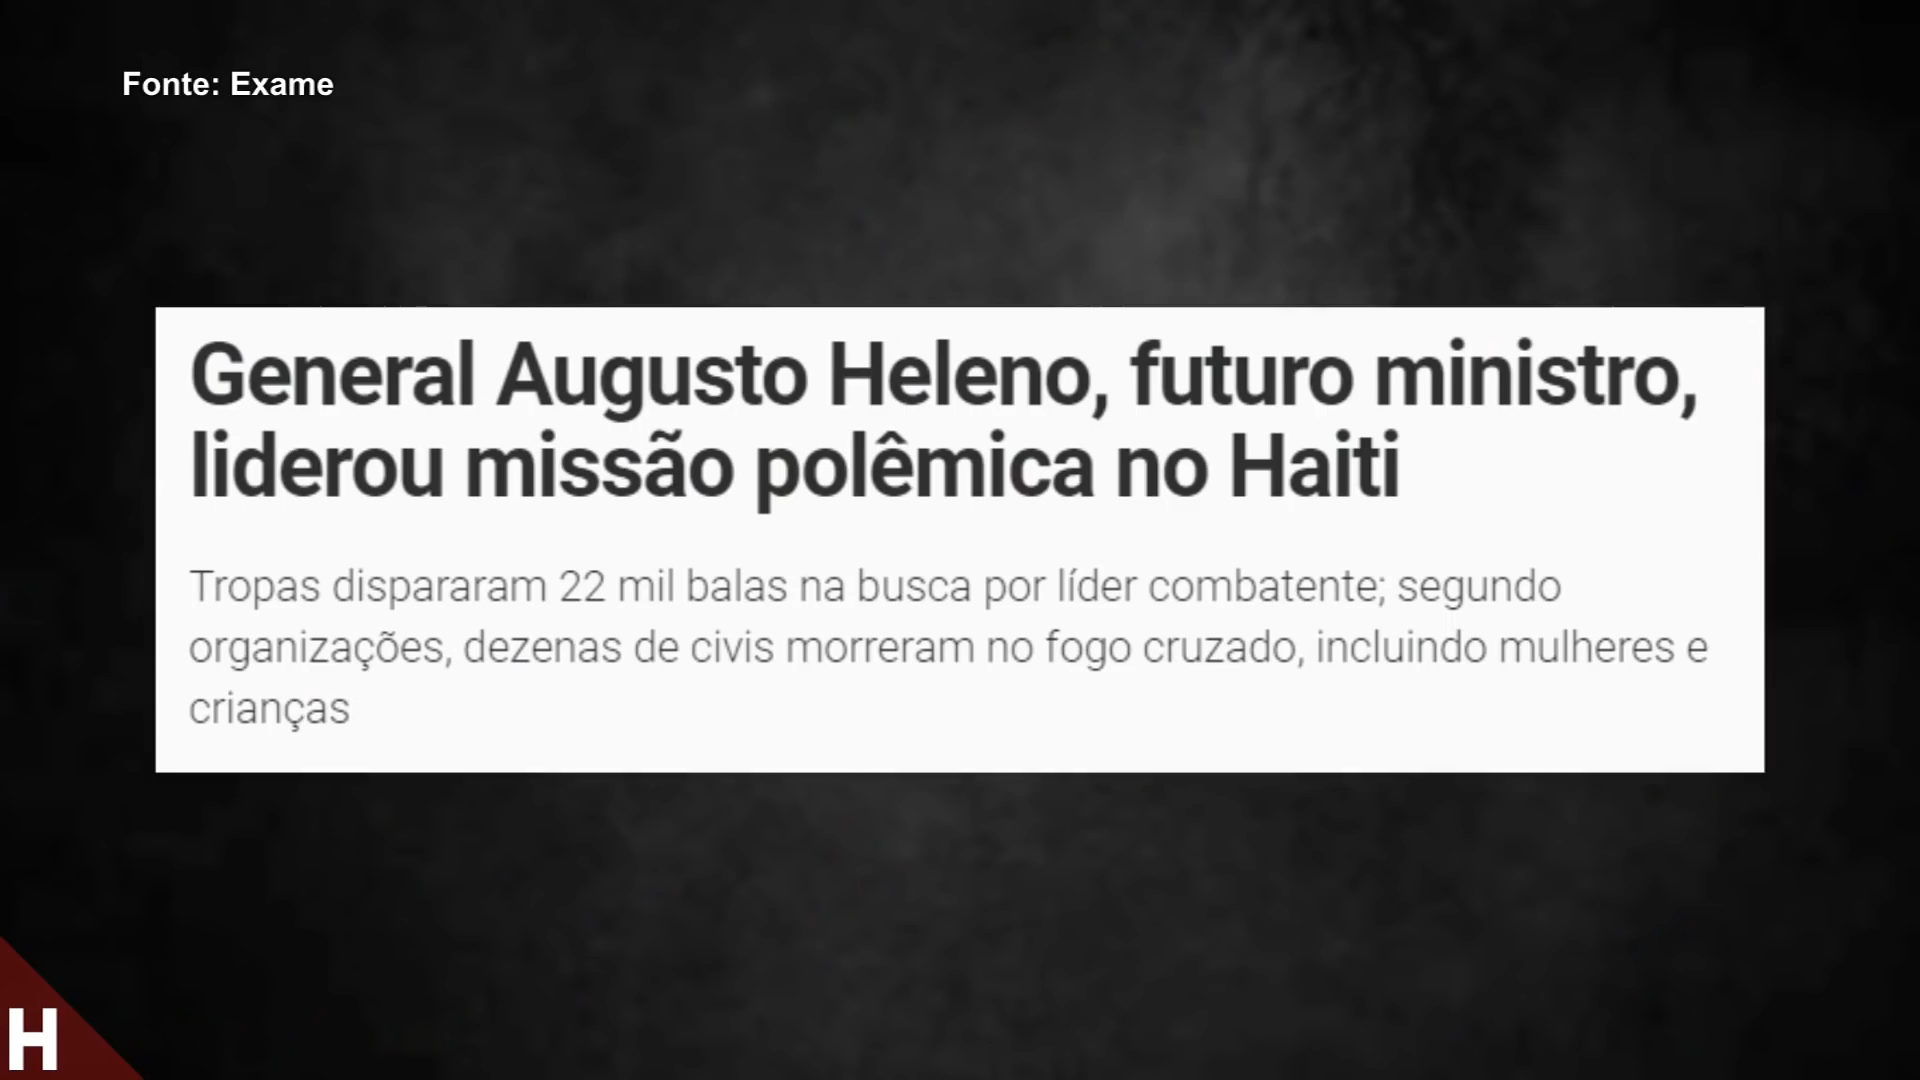 Fonte: Exame
General Augusto Heleno, futuro ministro,
liderou missão polêmica no Haiti
Tropas dispararam 22 mil balas na busca por líder combatente; segundo
organizações, dezenas de civis morreram no fogo cruzado, incluindo mulheres e
crianças
H